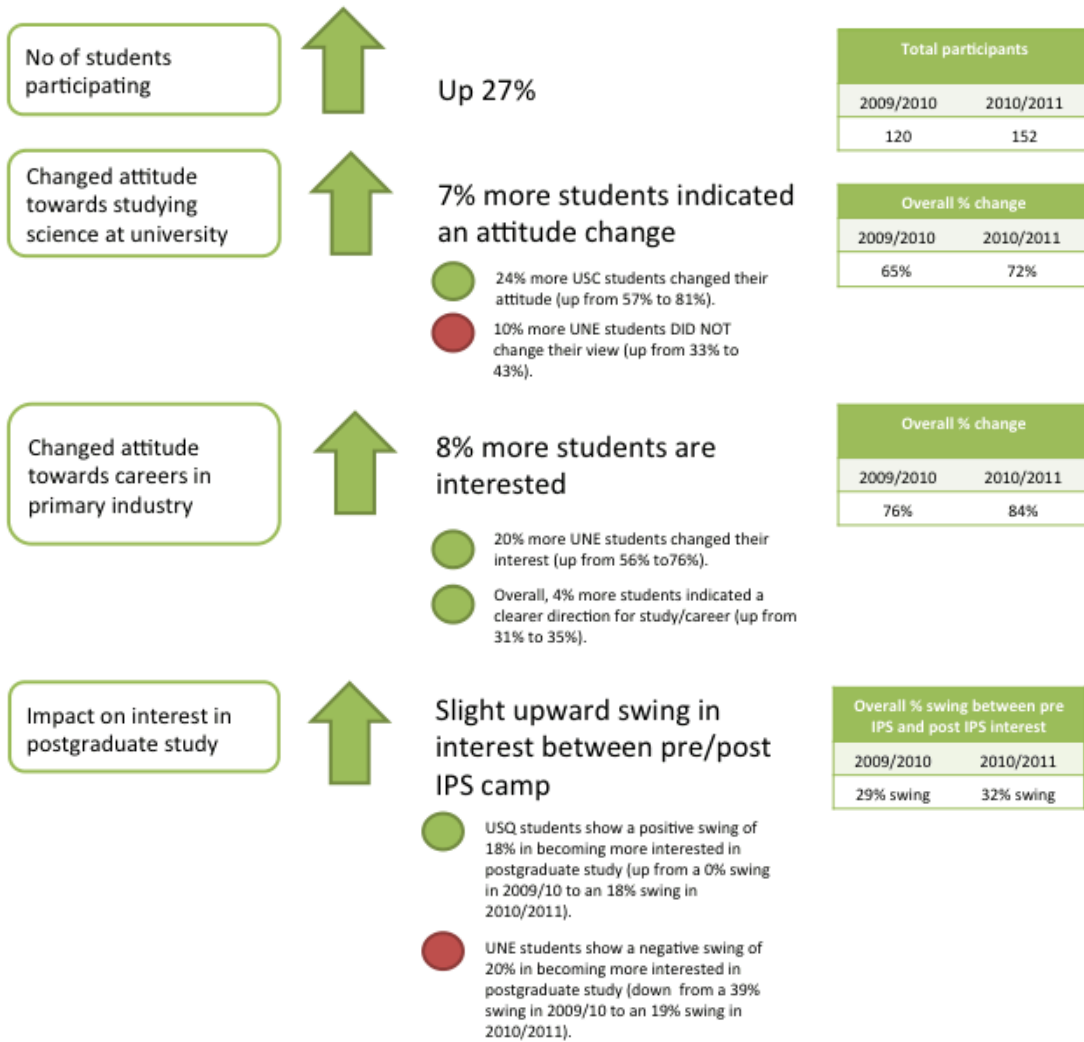 No of students
participating
Up 27%
Total participants
2009/2010 2010/2011
120 152
Changed attitude
towards studying
science at university
7% more students indicated
an attitude change
24% more USC students changed their
attitude (up from 57% to 81%).
10% more UNE students DID NOT
change their view (up from 33% to
43%).
Overall % change
2009/2010 2010/2011
65% 72%
Changed attitude
towards careers in
primary industry
8% more students are
interested
20% more UNE students changed their
interest (up from 56% to76%).
Overall, 4% more students indicated a
clearer direction for study/career (up from
31% to 35%).
Overall % change
2009/2010 2010/2011
76% 84%
Impact on interest in
postgraduate study
Slight upward swing in
interest between pre/post
IPS camp
USQ students show a positive swing of
18% in becoming more interested in
postgraduate study (up from a 0% swing
in 2009/10 to an 18% swing in
2010/2011).
UNE students show a negative swing of
20% in becoming more interested in
postgraduate study (down from a 39%
swing in 2009/10 to an 19% swing in
2010/2011).
Overall % swing between pre
IPS and post IPS interest
2009/2010 2010/2011
29% swing 32% swing